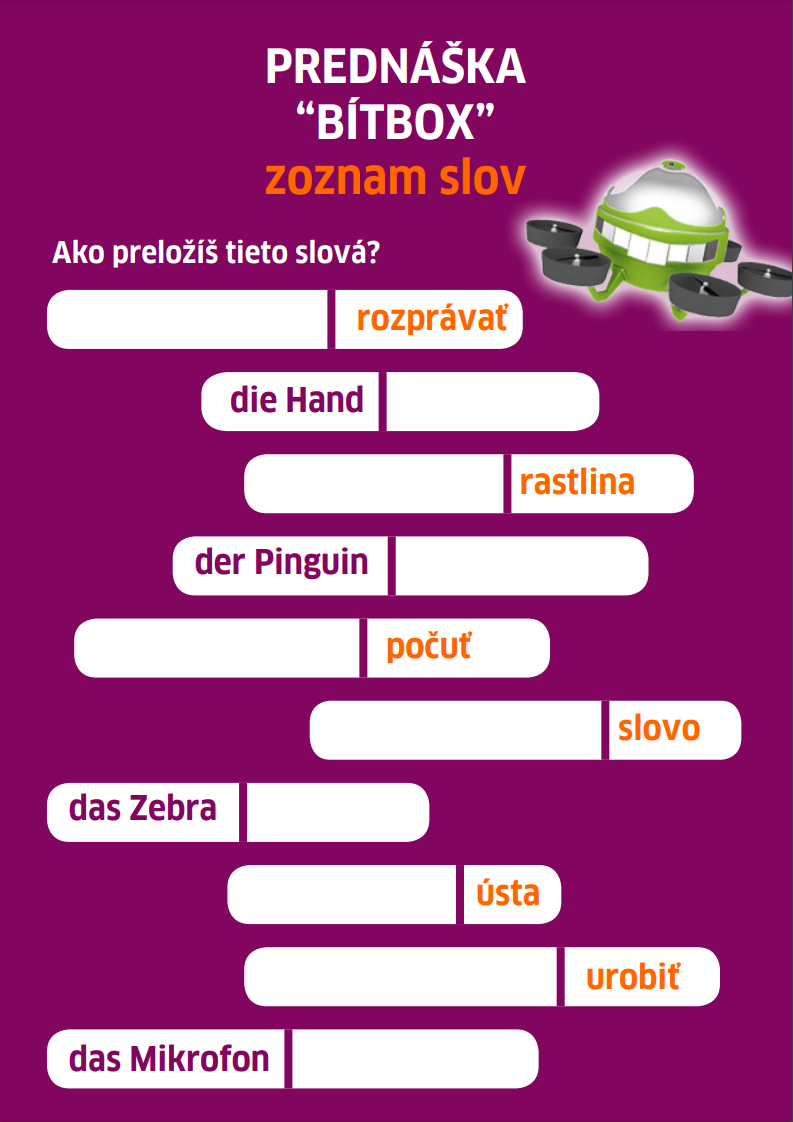 PREDNÁŠKA
“BÍTBOX”
zoznam slov
Ako preložíš tieto slová?
rozprávať
die Hand
rastlina
der Pinguin
počuť
slovo
das Zebra
ústa
urobiť
das Mikrofon